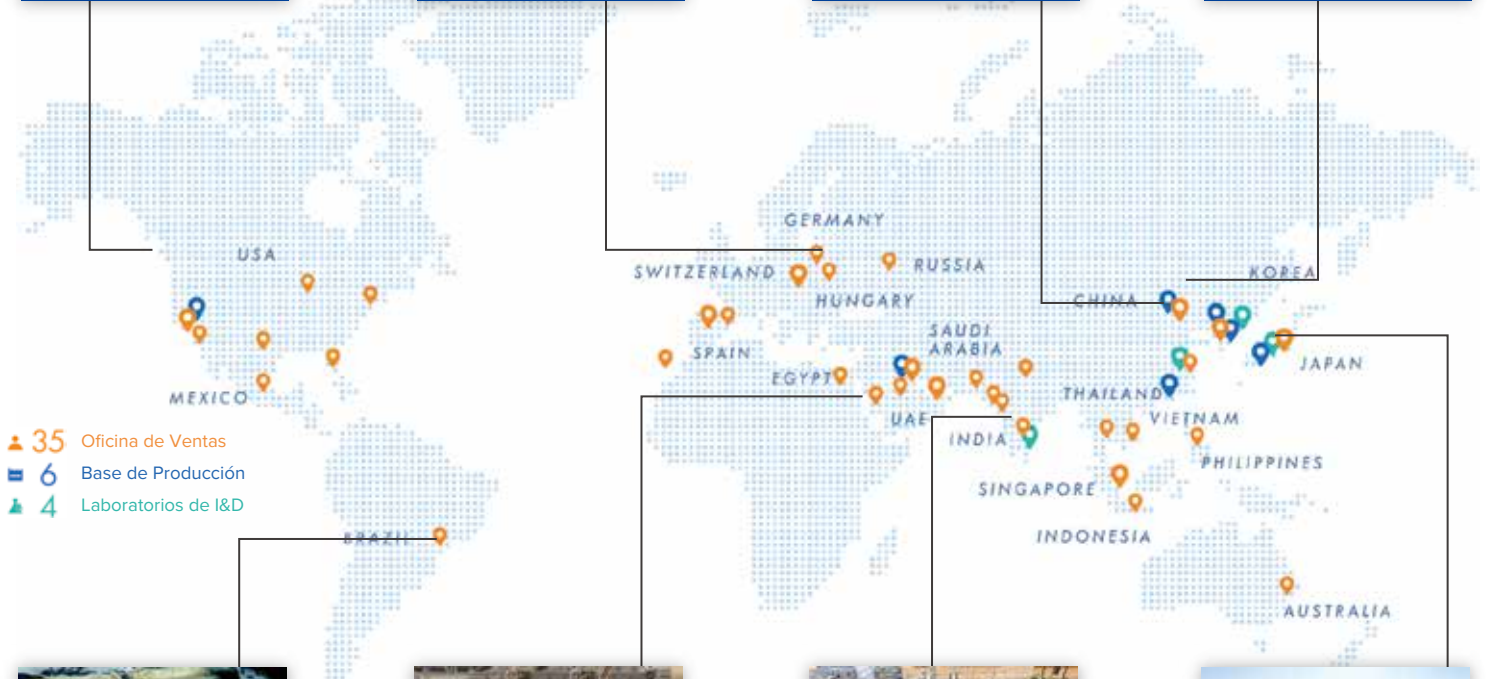 GERMANY
USA
SWITZERLAND
RUSSIA
KOREA
HUNGARY
CHINA
SAUDI
ARABIA
SPAIN
JAPAN
EGYPT
MEXICO
THAILAND
UAE
VIETNAM
35 Oficina de Ventas
INDIA
6 Base de Producción
PHILIPPINES
SINGAPORE
4 Laboratorios de I&D
BRAZIL
INDONESIA
AUSTRALIA